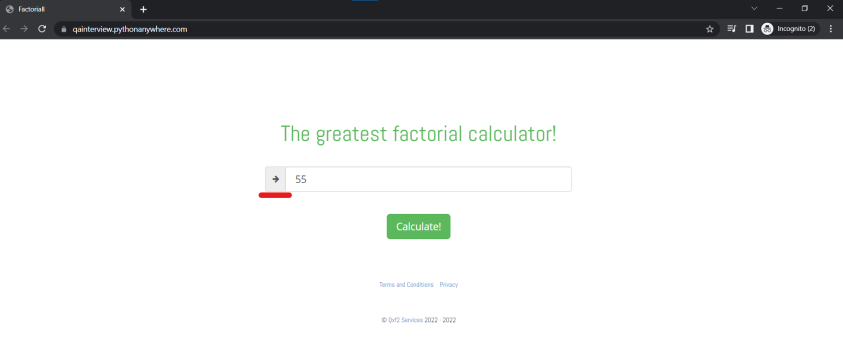 Factoriall
qainterview.pythonanywhere.com
Incognito (2)
The greatest factorial calculator!
55
Calculate!
Terms and Conditions Privacy
© Qxf2 Services 2022 - 2022